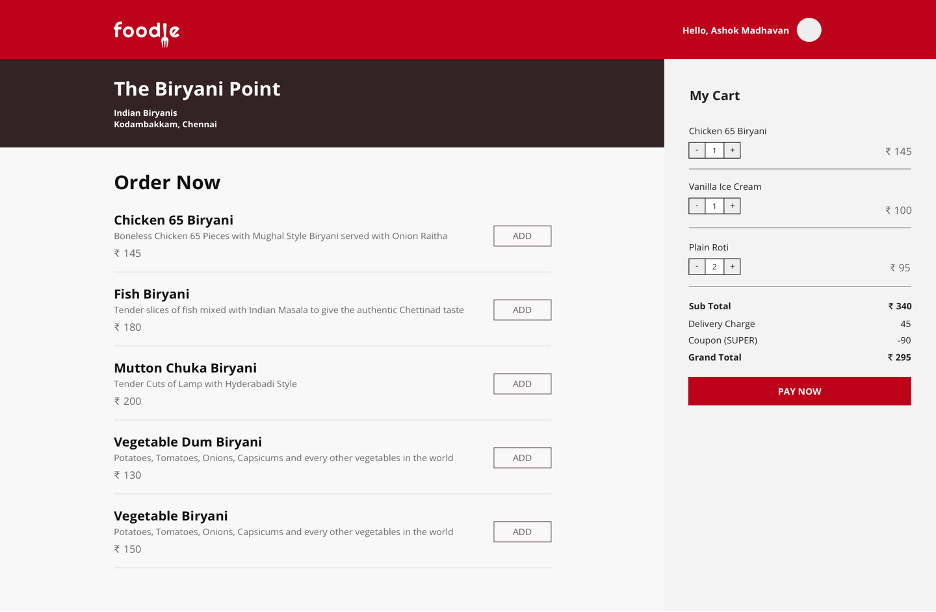 foodle
Hello, Ashok Madhavan
The Biryani Point
Indian Biryanis
Kodambakkam, Chennai
Order Now
Chicken 65 Biryani
Boneless Chicken 65 Pieces with Mughal Style Biryani served with Onion Raitha
₹ 145
ADD
Fish Biryani
Tender slices of fish mixed with Indian Masala to give the authentic Chettinad taste
₹ 180
ADD
Mutton Chuka Biryani
Tender Cuts of Lamp with Hyderabadi Style
₹ 200
ADD
Vegetable Dum Biryani
Potatoes, Tomatoes, Onions, Capsicums and every other vegetables in the world
₹ 130
ADD
Vegetable Biryani
Potatoes, Tomatoes, Onions, Capsicums and every other vegetables in the world
₹ 150
ADD
My Cart
Chicken 65 Biryani
- 1 + ₹ 145
Vanilla Ice Cream
- 1 + ₹ 100
Plain Roti
- 2 + ₹ 95
Sub Total ₹ 340
Delivery Charge 45
Coupon (SUPER) -90
Grand Total ₹ 295
PAY NOW